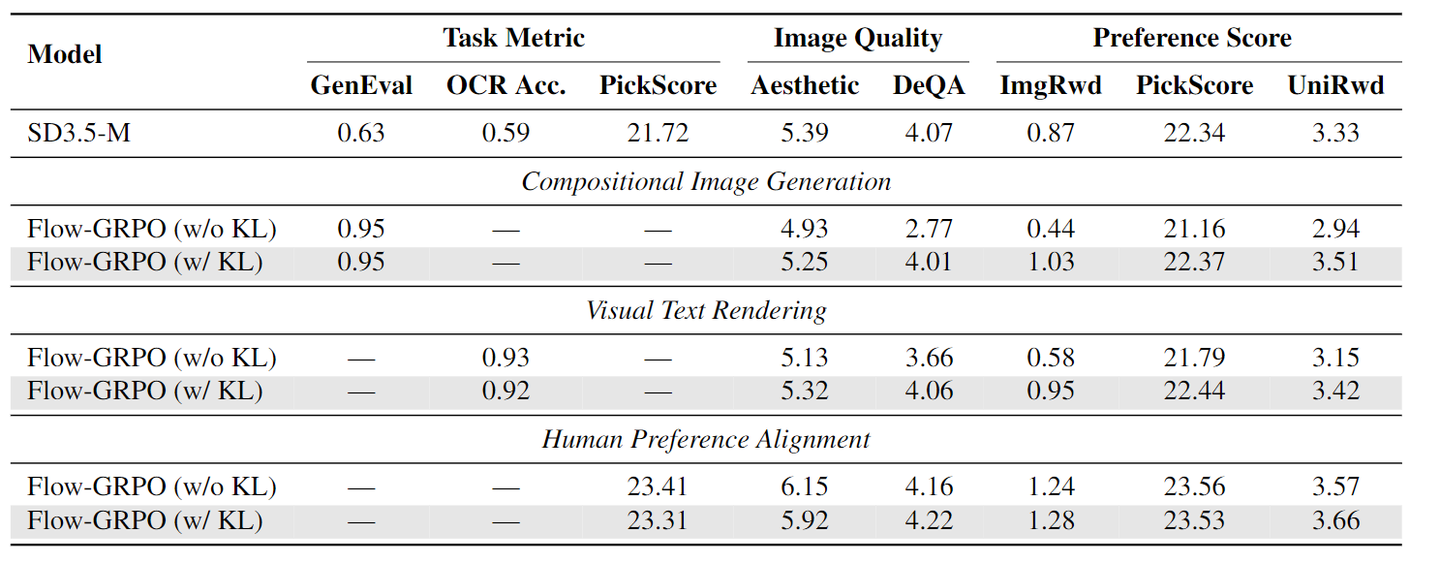 Model Task Metric Image Quality Preference Score
GenEval OCR Acc. PickScore Aesthetic DeQA ImgRwd PickScore UniRwd
SD3.5-M 0.63 0.59 21.72 5.39 4.07 0.87 22.34 3.33
Compositional Image Generation
Flow-GRPO (w/o KL) 0.95 — — 4.93 2.77 0.44 21.16 2.94
Flow-GRPO (w/ KL) 0.95 — — 5.25 4.01 1.03 22.37 3.51
Visual Text Rendering
Flow-GRPO (w/o KL) — 0.93 — 5.13 3.66 0.58 21.79 3.15
Flow-GRPO (w/ KL) — 0.92 — 5.32 4.06 0.95 22.44 3.42
Human Preference Alignment
Flow-GRPO (w/o KL) — — 23.41 6.15 4.16 1.24 23.56 3.57
Flow-GRPO (w/ KL) — — 23.31 5.92 4.22 1.28 23.53 3.66